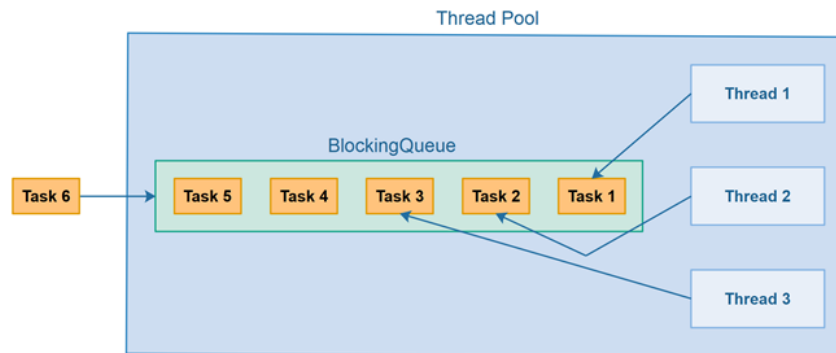 Thread Pool
Thread 1
BlockingQueue
Task 6
Task 5
Task 4
Task 3
Task 2
Task 1
Thread 2
Thread 3